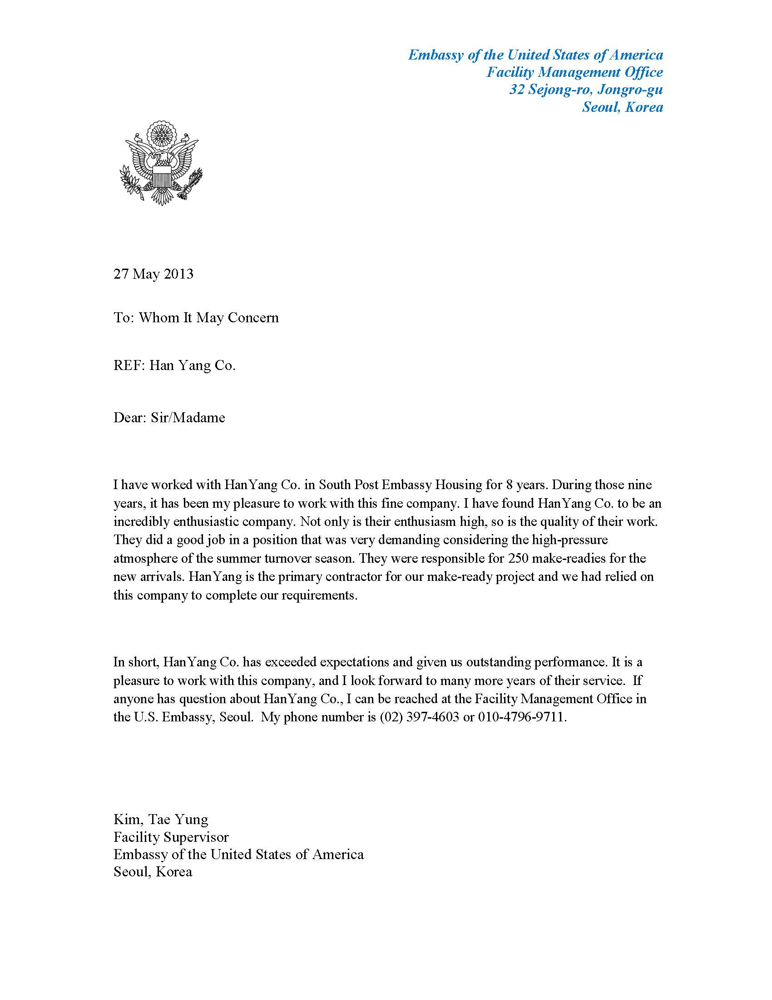 Embassy of the United States of America
Facility Management Office
32 Sejong-ro, Jongro-gu
Seoul, Korea
27 May 2013
To: Whom It May Concern
REF: Han Yang Co.
Dear: Sir/Madame
I have worked with HanYang Co. in South Post Embassy Housing for 8 years. During those nine
years, it has been my pleasure to work with this fine company. I have found HanYang Co. to be an
incredibly enthusiastic company. Not only is their enthusiasm high, so is the quality of their work.
They did a good job in a position that was very demanding considering the high-pressure
atmosphere of the summer turnover season. They were responsible for 250 make-readies for the
new arrivals. HanYang is the primary contractor for our make-ready project and we had relied on
this company to complete our requirements.
In short, HanYang Co. has exceeded expectations and given us outstanding performance. It is a
pleasure to work with this company, and I look forward to many more years of their service.  If
anyone has question about HanYang Co., I can be reached at the Facility Management Office in
the U.S. Embassy, Seoul.  My phone number is (02) 397-4603 or 010-4796-9711.
Kim, Tae Yung
Facility Supervisor
Embassy of the United States of America
Seoul, Korea